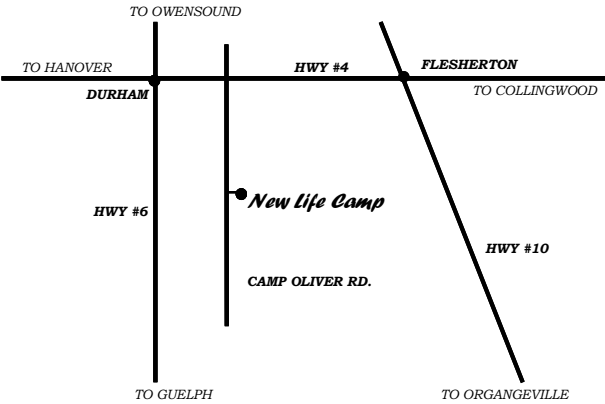 TO OWENSOUND
TO HANOVER
HWY #4
FLESHERTON
TO COLLINGWOOD
DURHAM
New Life Camp
HWY #6
HWY #10
CAMP OLIVER RD.
TO GUELPH
TO ORGANGEVILLE